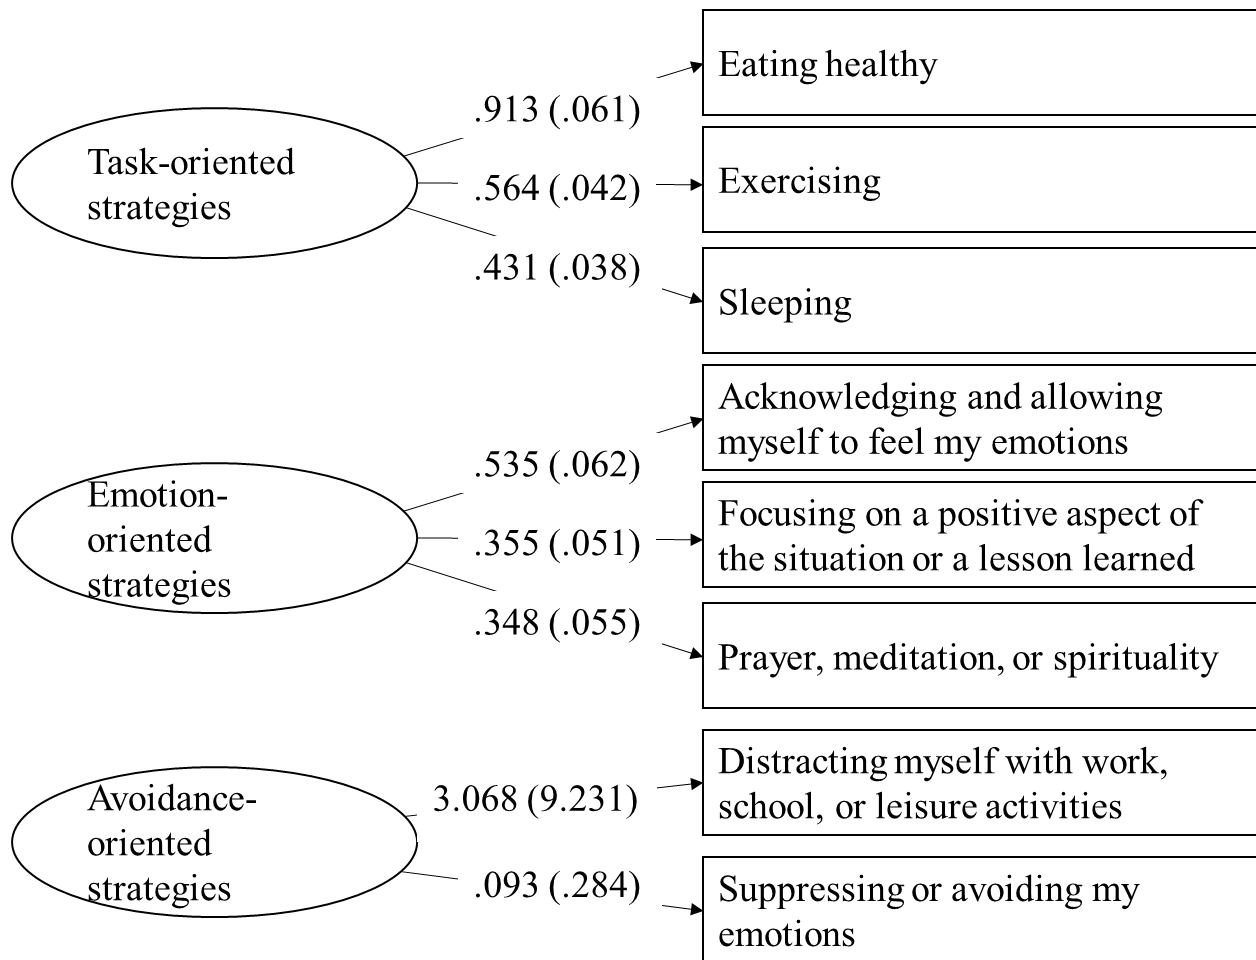 Task-oriented
strategies
.913 (.061)
.564 (.042)
.431 (.038)
Eating healthy
Exercising
Sleeping
Emotion-
oriented
strategies
.535 (.062)
.355 (.051)
.348 (.055)
Acknowledging and allowing
myself to feel my emotions
Focusing on a positive aspect of
the situation or a lesson learned
Prayer, meditation, or spirituality
Avoidance-
oriented
strategies
3.068 (9.231)
.093 (.284)
Distracting myself with work,
school, or leisure activities
Suppressing or avoiding my
emotions